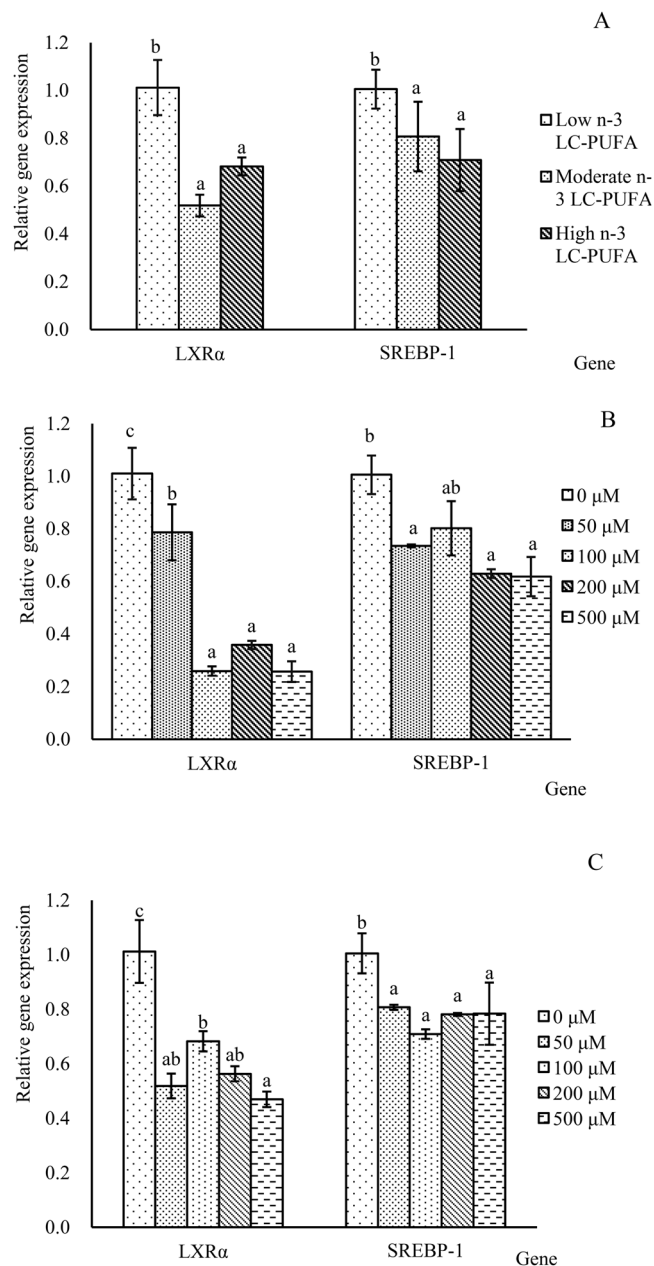 A
Relative gene expression
1.2
1.0
0.8
0.6
0.4
0.2
0.0
b
a
a
b
a
a
LXRα
SREBP-1
Gene
Low n-3
LC-PUFA
Moderate n-
3 LC-PUFA
High n-3
LC-PUFA
B
Relative gene expression
1.2
1.0
0.8
0.6
0.4
0.2
0.0
c
b
a
a
a
b
a
ab
a
a
LXRα
SREBP-1
Gene
0 μM
50 μM
100 μM
200 μM
500 μM
C
Relative gene expression
1.2
1.0
0.8
0.6
0.4
0.2
0.0
c
ab
b
ab
a
b
a
a
a
a
LXRα
SREBP-1
Gene
0 μM
50 μM
100 μM
200 μM
500 μM